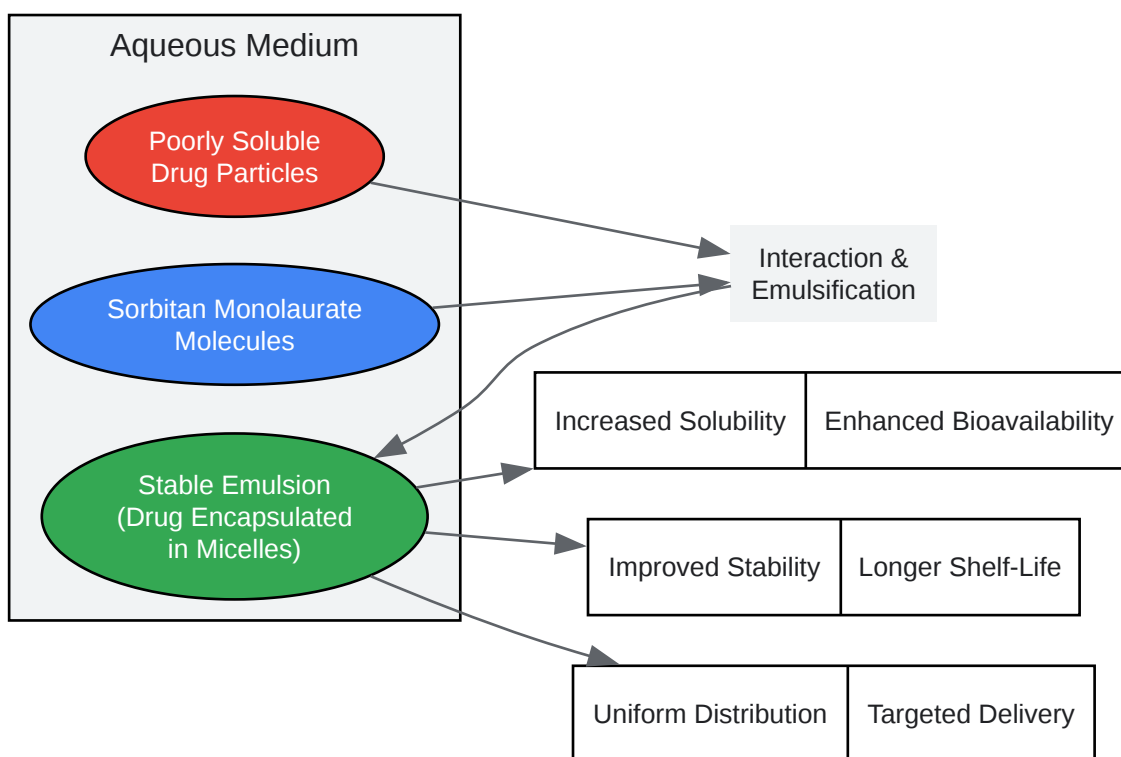 Aqueous Medium
Poorly Soluble
Drug Particles
Interaction &
Emulsification
Sorbitan Monolaurate
Molecules
Increased Solubility
Enhanced Bioavailability
Stable Emulsion
(Drug Encapsulated
in Micelles)
Improved Stability
Longer Shelf-Life
Uniform Distribution
Targeted Delivery